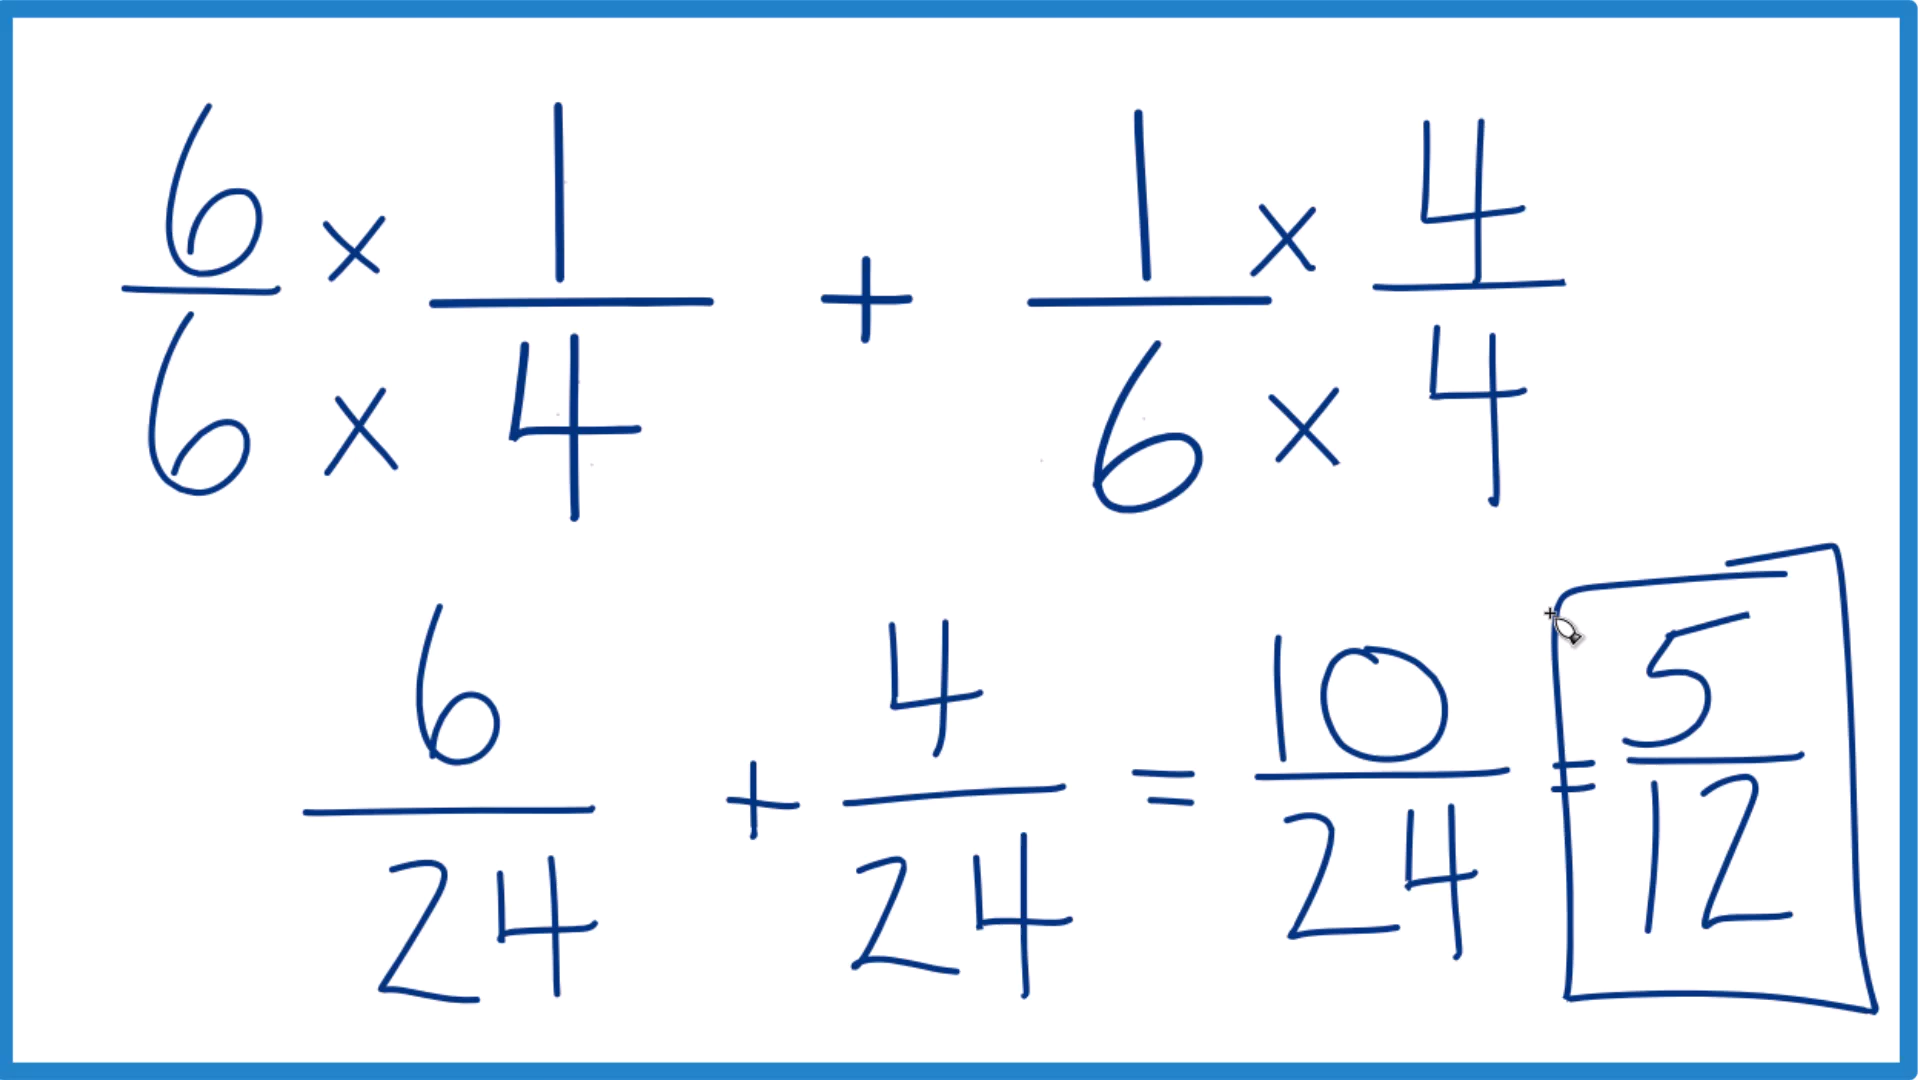 6/6 × 1/4 + 1/6 × 4/4
6/24 + 4/24 = 10/24 = 5/12